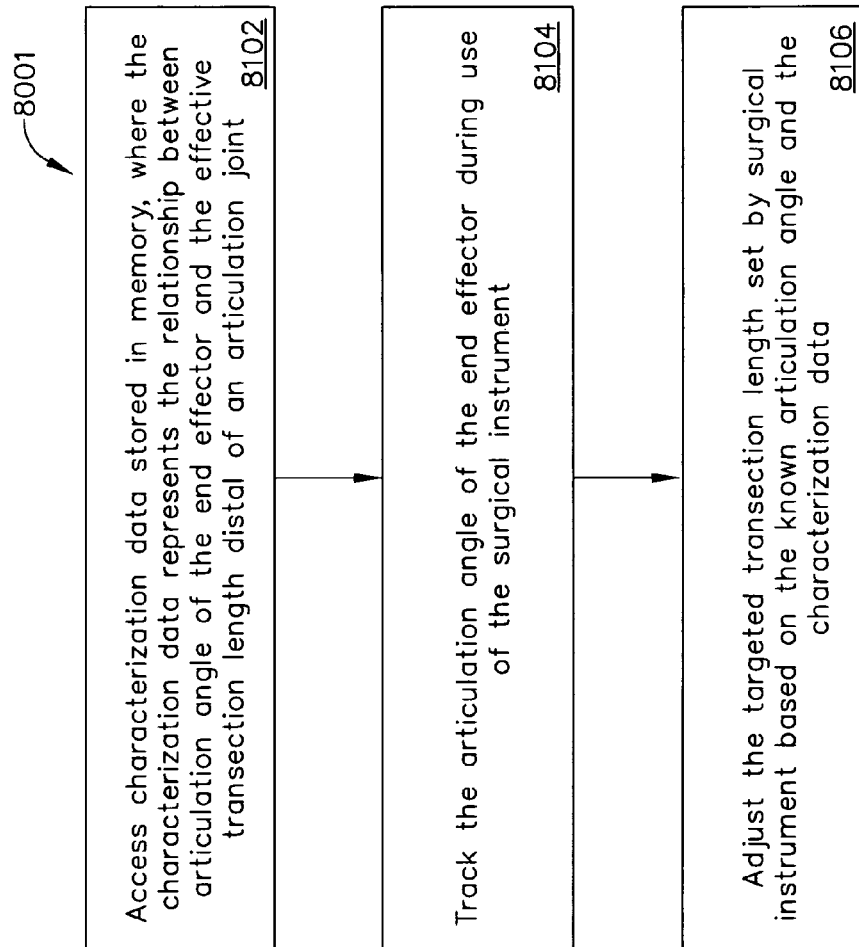 8001
Access characterization data stored in memory, where the
characterization data represents the relationship between
articulation angle of the end effector and the effective
transection length distal of an articulation joint
8102
Track the articulation angle of the end effector during use
of the surgical instrument
8104
Adjust the targeted transection length set by surgical
instrument based on the known articulation angle and the
characterization data
8106